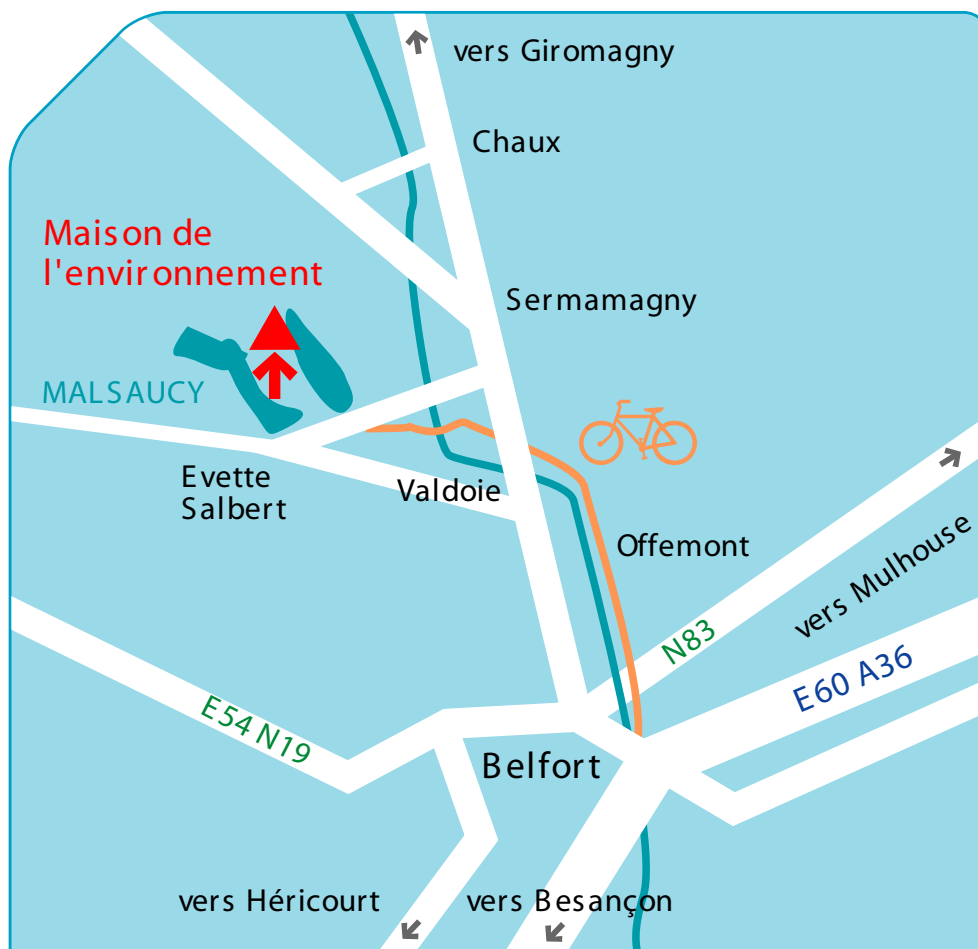 vers Giromagny
Chaux
Maison de
l'environnement
Sermamagny
MALSAUCY
Evette
Salbert
Valdoie
Offemont
vers Mulhouse
N83
E60 A36
E54 N19
Belfort
vers Héricourt
vers Besançon